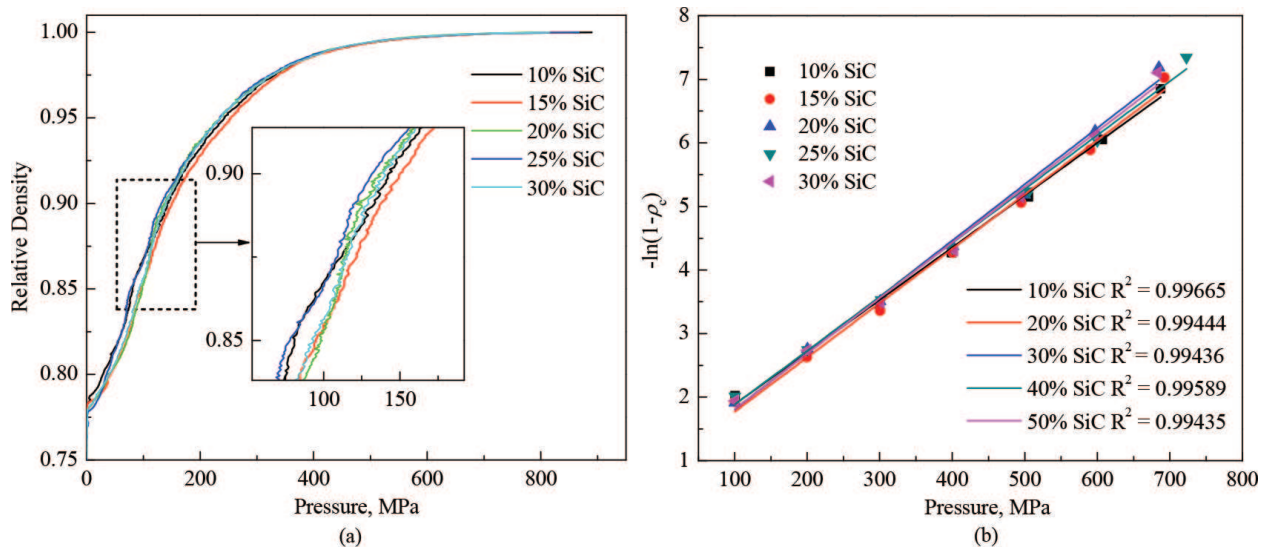 1.00
0.95
0.90
0.85
0.80
0.75
Relative Density
10% SiC
15% SiC
20% SiC
25% SiC
30% SiC
0.90
0.85
100 150
0 200 400 600 800
Pressure, MPa
(a)
8
7
6
5
4
3
2
1
-ln(1-ρc)
10% SiC
15% SiC
20% SiC
25% SiC
30% SiC
10% SiC R² = 0.99665
20% SiC R² = 0.99444
30% SiC R² = 0.99436
40% SiC R² = 0.99589
50% SiC R² = 0.99435
100 200 300 400 500 600 700 800
Pressure, MPa
(b)